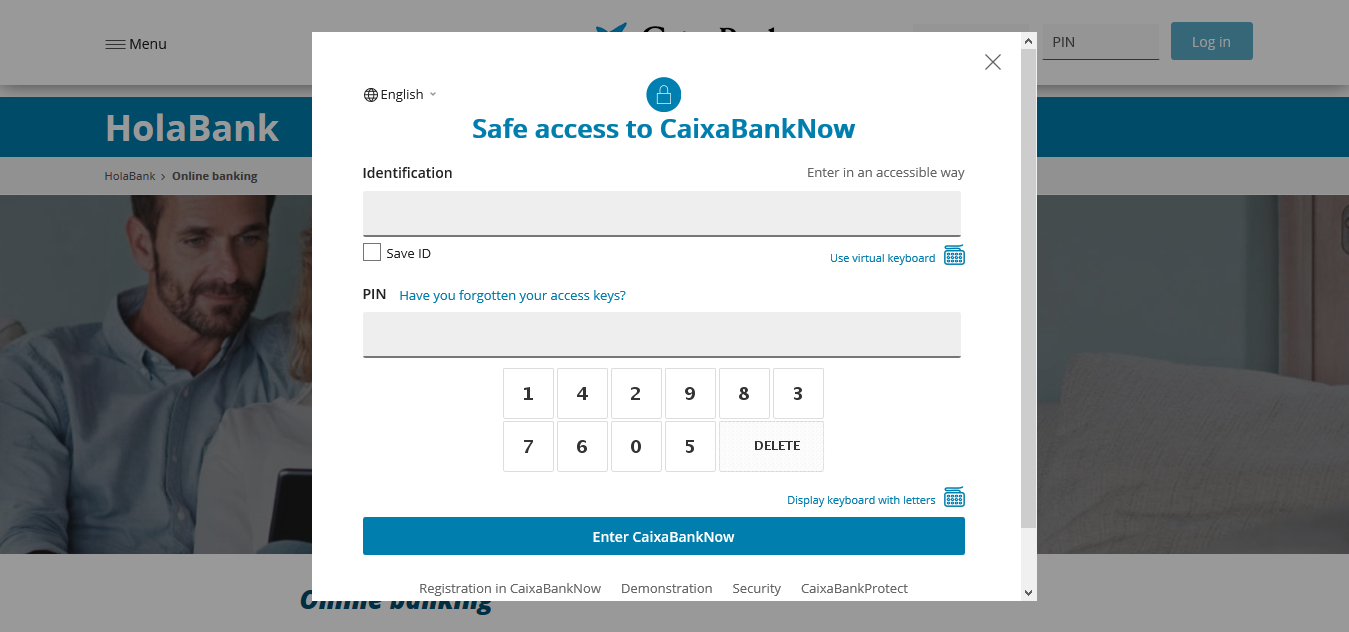 Menu
PIN
Log in
HolaBank
HolaBank > Online banking
English
Safe access to CaixaBankNow
Identification
Enter in an accessible way
Save ID
Use virtual keyboard
PIN Have you forgotten your access keys?
1 4 2 9 8 3
7 6 0 5 DELETE
Display keyboard with letters
Enter CaixaBankNow
Registration in CaixaBankNow Demonstration Security CaixaBankProtect
Online banking